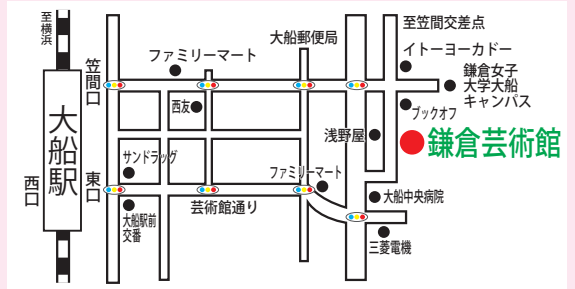 至横浜
笠間口
大船駅
西口
東口
ファミリーマート
西友
大船郵便局
至笠間交差点
イトーヨーカドー
鎌倉女子
大学大船
キャンパス
ブックオフ
浅野屋
鎌倉芸術館
サンドラッグ
ファミリーマート
大船駅前
交番
芸術館通り
大船中央病院
三菱電機